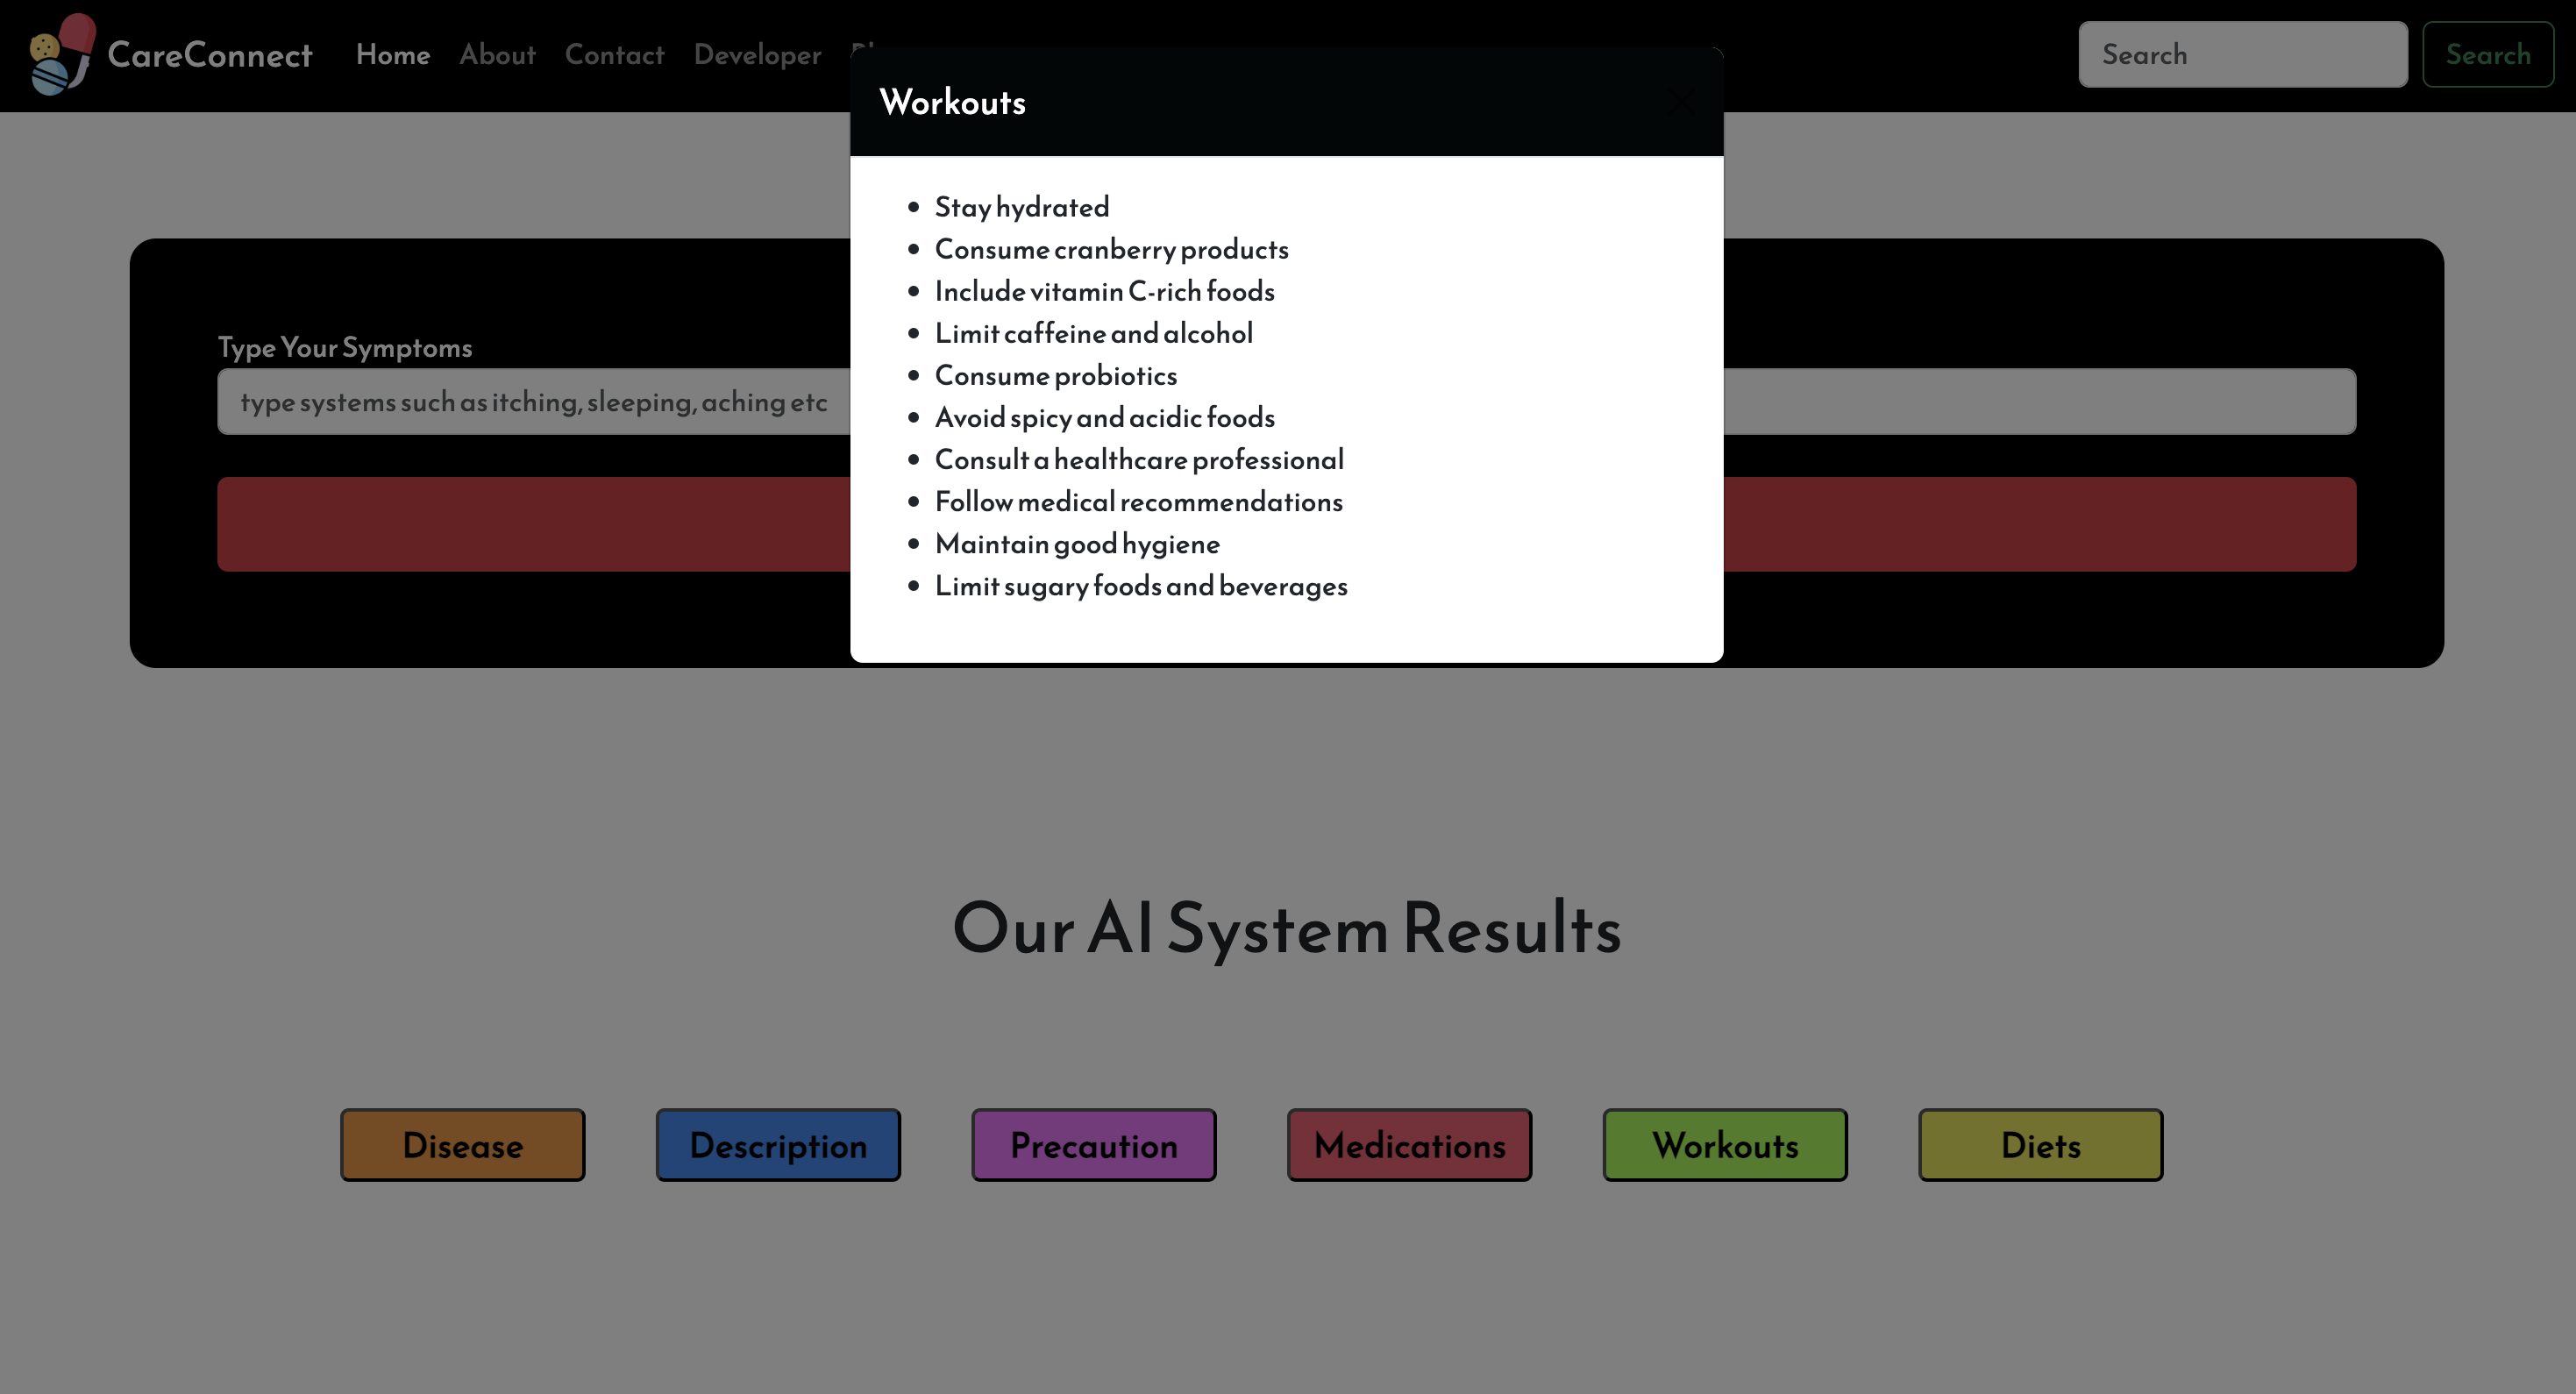 CareConnect Home About Contact Developer
Search Search
Workouts
Stay hydrated
Consume cranberry products
Include vitamin C-rich foods
Limit caffeine and alcohol
Consume probiotics
Avoid spicy and acidic foods
Consult a healthcare professional
Follow medical recommendations
Maintain good hygiene
Limit sugary foods and beverages
Type Your Symptoms
type systems such as itching, sleeping, aching etc
Our AI System Results
Disease Description Precaution Medications Workouts Diets